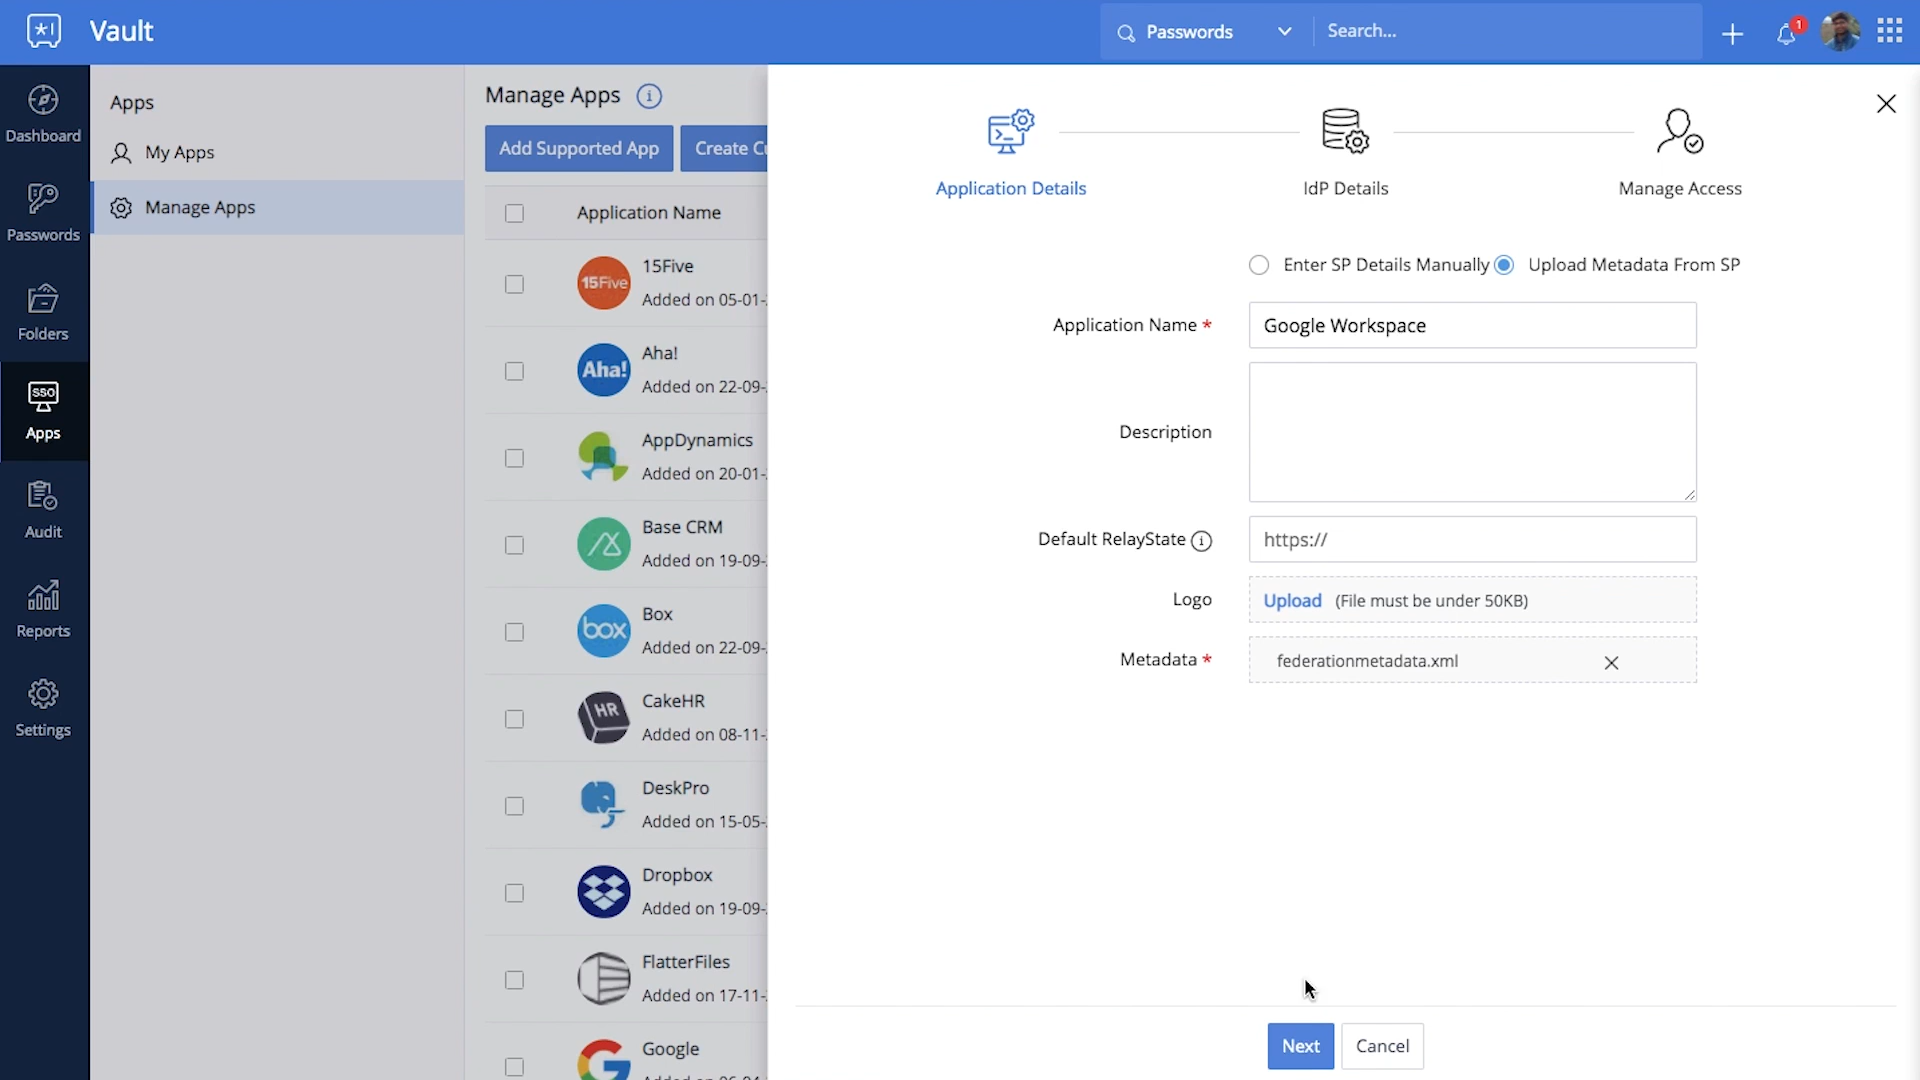 Vault
Passwords
Search...
1
Dashboard
Passwords
Folders
SSO
Apps
Audit
Reports
Settings
Apps
My Apps
Manage Apps
Manage Apps
Add Supported App
Create Cu
Application Name
15Five
15Five
Added on 05-01-
Aha!
Aha!
Added on 22-09-
AppDynamics
Added on 20-01-
Base CRM
Added on 19-09-
box
Box
Added on 22-09-
HR
CakeHR
Added on 08-11-
DeskPro
Added on 15-05-
Dropbox
Added on 19-09-
FlatterFiles
Added on 17-11-
Google
Application Details
IdP Details
Manage Access
Enter SP Details Manually
Upload Metadata From SP
Application Name *
Google Workspace
Description
Default RelayState
https://
Logo
Upload (File must be under 50KB)
Metadata *
federationmetadata.xml
Next
Cancel